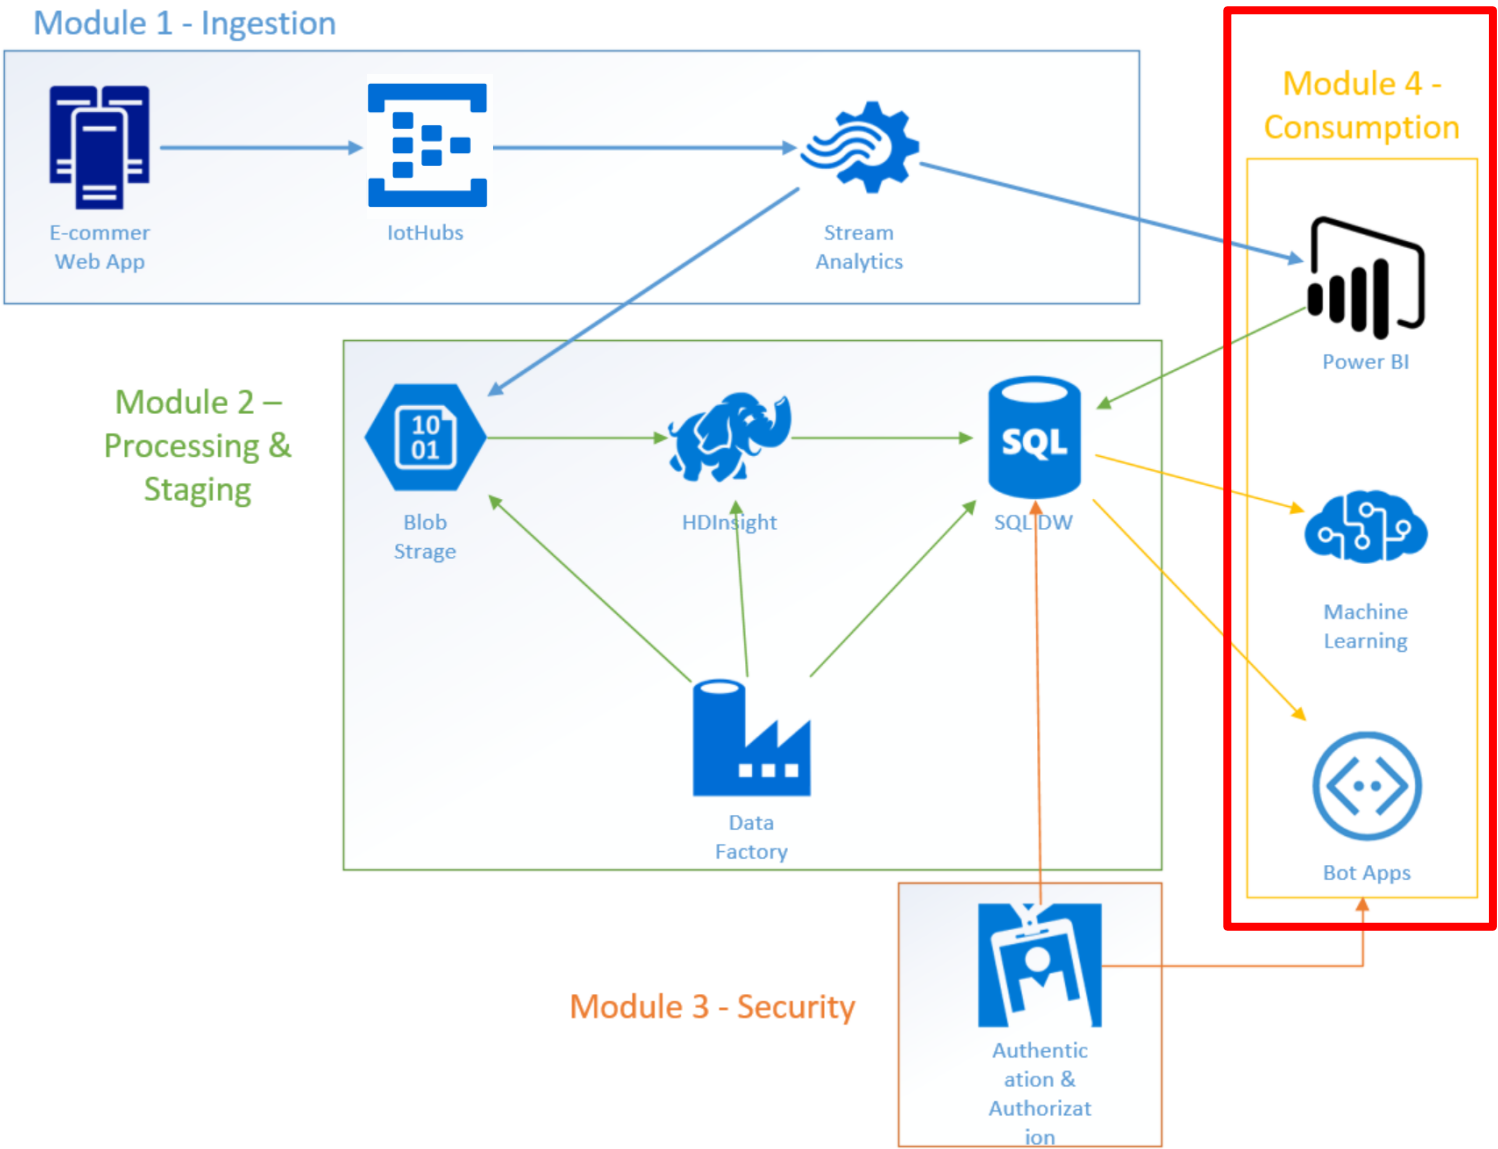 Module 1 - Ingestion
E-commer
Web App
IotHubs
Stream
Analytics
Module 4 -
Consumption
Power BI
Module 2 –
Processing &
Staging
10
01
Blob
Strage
HDInsight
SQL
SQL DW
Machine
Learning
Data
Factory
Bot Apps
Module 3 - Security
Authentic
ation &
Authorizat
ion